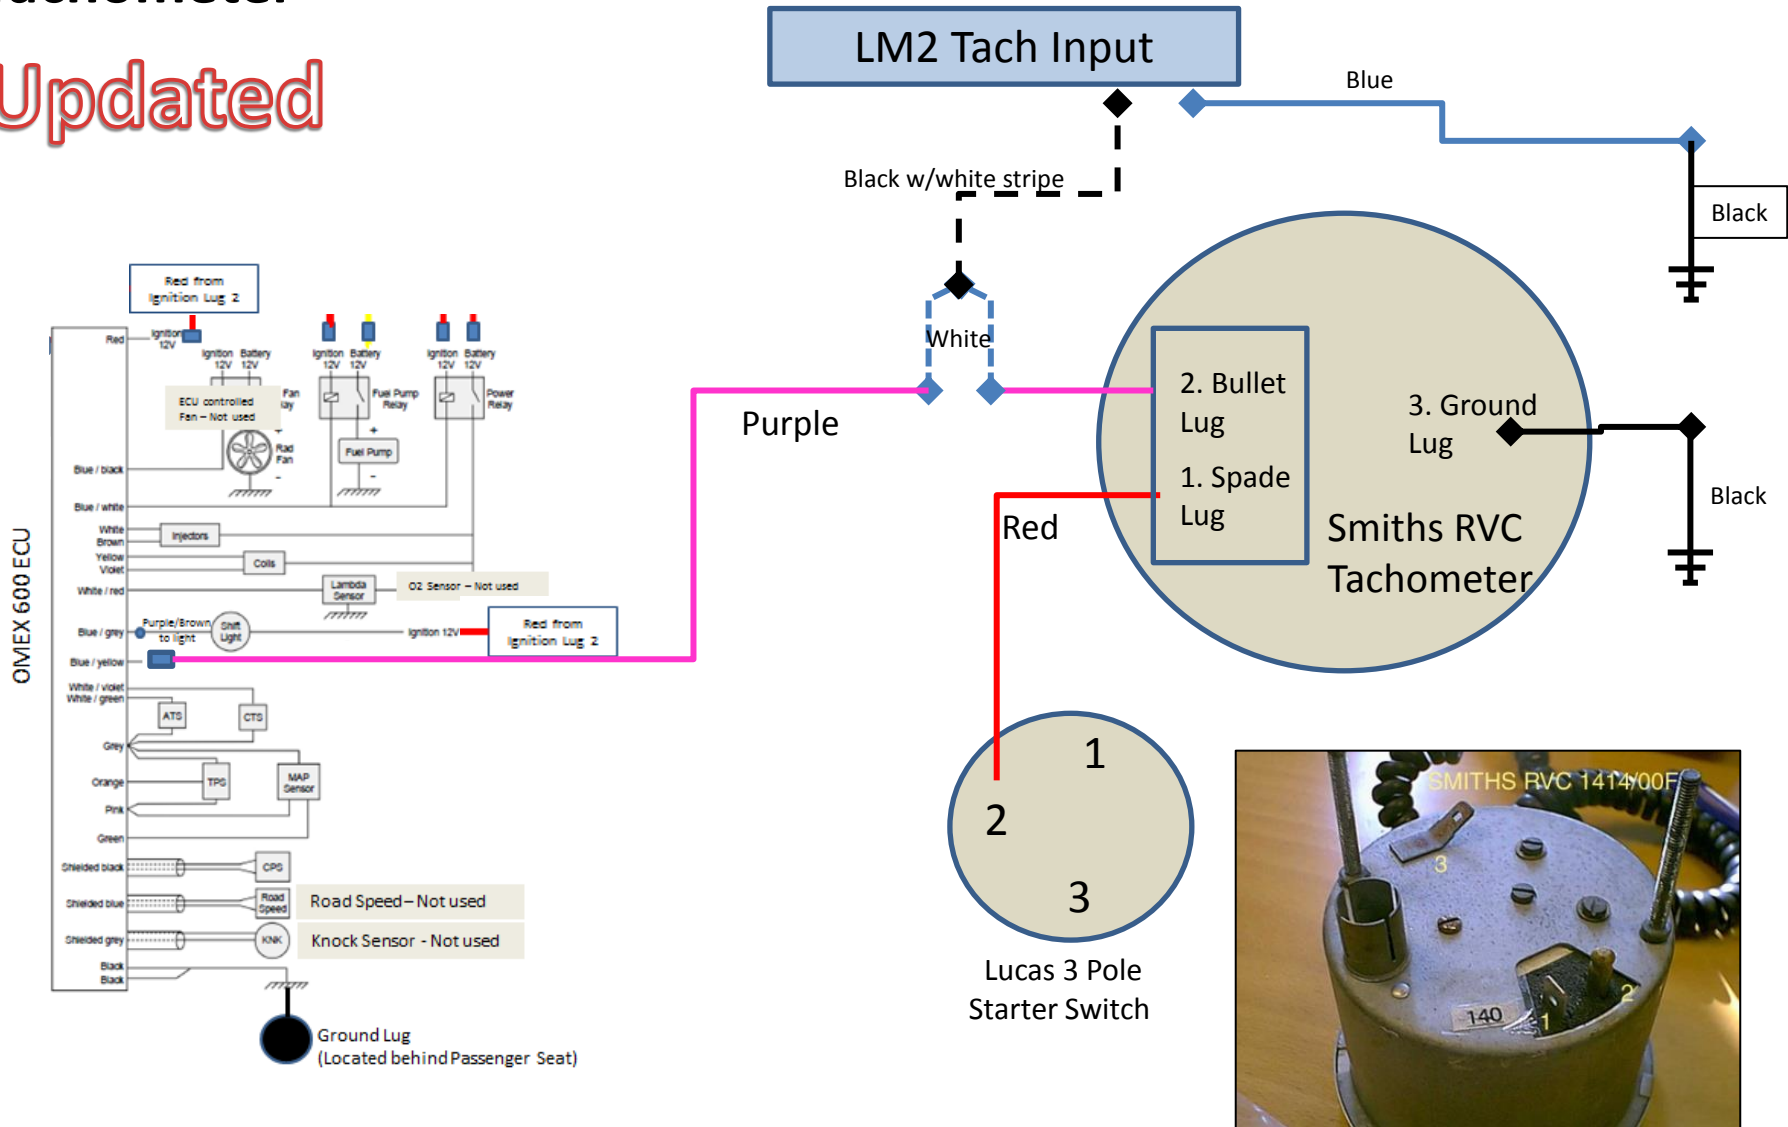 Updated
LM2 Tach Input
Blue
Black w/white stripe
Black
White
Purple
2. Bullet
Lug
1. Spade
Lug
3. Ground
Lug
Red
Black
Smiths RVC
Tachometer
1
2
3
Lucas 3 Pole
Starter Switch
SMITHS RVC 1414/00F
3
140
1
2
OMEX 600 ECU
Red from
Ignition Lug 2
Red
Ignition
12V
Ignition Battery
12V 12V
Ignition Battery
12V 12V
Ignition Battery
12V 12V
ECU controlled
Fan – Not used
Fan
Fuel Pump
Relay
Power
Relay
+
Rad
Fan
-
+
Fuel Pump
-
Blue / black
Blue / white
White
Brown
Injectors
Yellow
Violet
Coils
White / red
Lambda
Sensor
O2 Sensor – Not used
Blue / grey
Purple/Brown
to light
Shift
Light
Ignition 12V
Red from
Ignition Lug 2
Blue / yellow
White / violet
White / green
ATS
CTS
Grey
Orange
TPS
MAP
Sensor
Pink
Green
Shielded black
CPS
Shielded blue
Road
Speed
Road Speed – Not used
Shielded grey
KNK
Knock Sensor - Not used
Black
Black
Ground Lug
(Located behind Passenger Seat)